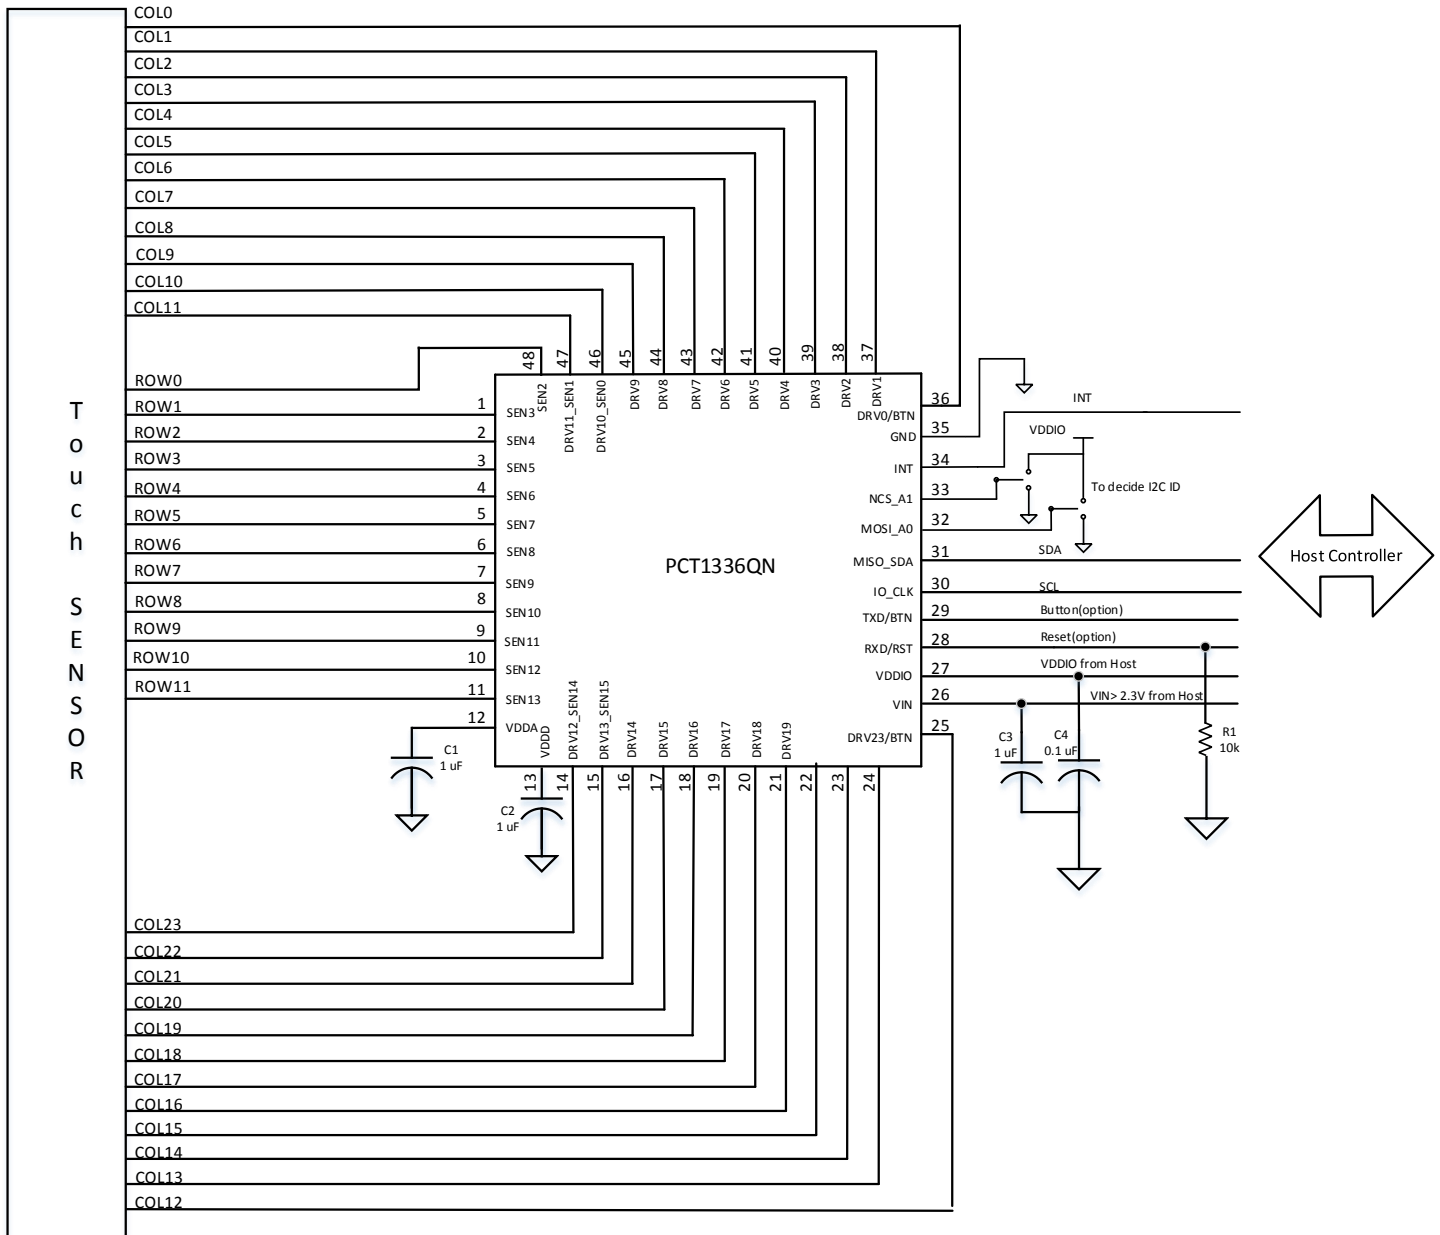 COL0
COL1
COL2
COL3
COL4
COL5
COL6
COL7
COL8
COL9
COL10
COL11
48
47
46
45
44
43
42
41
40
39
38
37
SEN2
DRV11_SEN1
DRV10_SEN0
DRV9
DRV8
DRV7
DRV6
DRV5
DRV4
DRV3
DRV2
DRV1
Touch SENSOR
ROW0
ROW1
1
SEN3
ROW2
2
SEN4
ROW3
3
SEN5
ROW4
4
SEN6
ROW5
5
SEN7
ROW6
6
SEN8
ROW7
7
SEN9
ROW8
8
SEN10
ROW9
9
SEN11
ROW10
10
SEN12
ROW11
11
SEN13
12
VDDA
C1
1 uF
PCT1336QN
DRV0/BTN
36
GND
35
INT
34
INT
NCS_A1
33
VDDIO
To decide I2C ID
MOSI_A0
32
MISO_SDA
31
SDA
IO_CLK
30
SCL
TXD/BTN
29
Button(option)
RXD/RST
28
Reset(option)
VDDIO
27
VDDIO from Host
VIN
26
VIN> 2.3V from Host
DRV23/BTN
25
Host Controller
C3
1 uF
C4
0.1 uF
R1
10k
VDDD
DRV12_SEN14
DRV13_SEN15
DRV14
DRV15
DRV16
DRV17
DRV18
DRV19
13
14
15
16
17
18
19
20
21
22
23
24
C2
1 uF
COL23
COL22
COL21
COL20
COL19
COL18
COL17
COL16
COL15
COL14
COL13
COL12